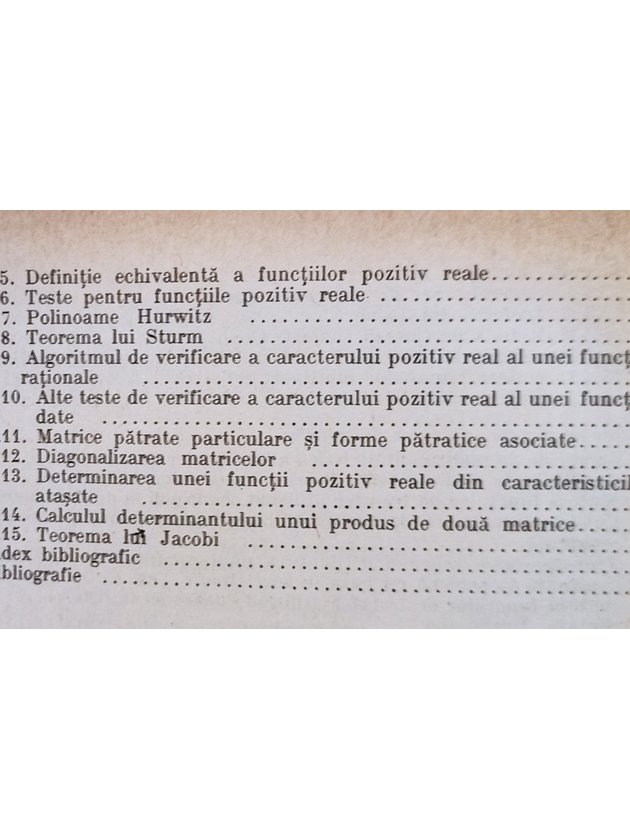 5. Definiție echivalentă a funcțiilor pozitiv reale..............
6. Teste pentru funcțiile pozitiv reale ..........................
7. Polinoame Hurwitz ..........................
8. Teorema lui Sturm ..........................
9. Algoritmul de verificare a caracterului pozitiv real al unei funcț
raționale ..........................
10. Alte teste de verificare a caracterului pozitiv real al unei funcț
date ..........................
11. Matrice pătrate particulare și forme pătratice asociate.....
12. Diagonalizarea matricelor ..........................
13. Determinarea unei funcții pozitiv reale din caracteristicil
atașate ..........................
14. Calculul determinantului unui produs de două matrice.....
15. Teorema lui Jacobi ..........................
dex bibliografic ..........................
bliografie ..........................